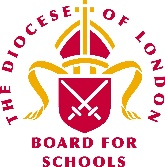 THE DIOCESE OF LONDON
BOARD FOR
SCHOOLS